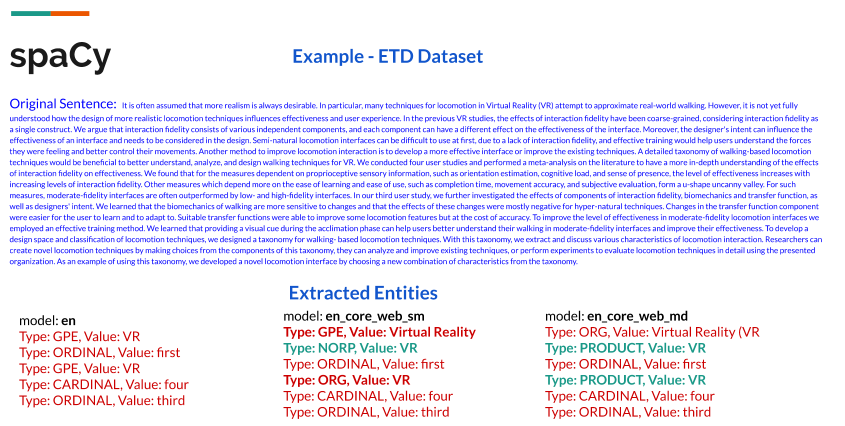 spaCy
Example - ETD Dataset
Original Sentence: It is often assumed that more realism is always desirable. In particular, many techniques for locomotion in Virtual Reality (VR) attempt to approximate real-world walking. However, it is not yet fully
understood how the design of more realistic locomotion techniques influences effectiveness and user experience. In the previous VR studies, the effects of interaction fidelity have been coarse-grained, considering interaction fidelity as
a single construct. We argue that interaction fidelity consists of various independent components, and each component can have a different effect on the effectiveness of the interface. Moreover, the designer's intent can influence the
effectiveness of an interface and needs to be considered in the design. Semi-natural locomotion interfaces can be difficult to use at first, due to a lack of interaction fidelity, and effective training would help users understand the forces
they were feeling and better control their movements. Another method to improve locomotion interaction is to develop a more effective interface or improve the existing techniques. A detailed taxonomy of walking-based locomotion
techniques would be beneficial to better understand, analyze, and design walking techniques for VR. We conducted four user studies and performed a meta-analysis on the literature to have a more in-depth understanding of the effects
of interaction fidelity on effectiveness. We found that for the measures dependent on proprioceptive sensory information, such as orientation estimation, cognitive load, and sense of presence, the level of effectiveness increases with
increasing levels of interaction fidelity. Other measures which depend more on the ease of learning and ease of use, such as completion time, movement accuracy, and subjective evaluation, form a u-shape uncanny valley. For such
measures, moderate-fidelity interfaces are often outperformed by low- and high-fidelity interfaces. In our third user study, we further investigated the effects of components of interaction fidelity, biomechanics and transfer function, as
well as designers' intent. We learned that the biomechanics of walking are more sensitive to changes and that the effects of these changes were mostly negative for hyper-natural techniques. Changes in the transfer function component
were easier for the user to learn and to adapt to. Suitable transfer functions were able to improve some locomotion features but at the cost of accuracy. To improve the level of effectiveness in moderate-fidelity locomotion interfaces we
employed an effective training method. We learned that providing a visual cue during the acclimation phase can help users better understand their walking in moderate-fidelity interfaces and improve their effectiveness. To develop a
design space and classification of locomotion techniques, we designed a taxonomy for walking- based locomotion techniques. With this taxonomy, we extract and discuss various characteristics of locomotion interaction. Researchers can
create novel locomotion techniques by making choices from the components of this taxonomy, they can analyze and improve existing techniques, or perform experiments to evaluate locomotion techniques in detail using the presented
organization. As an example of using this taxonomy, we developed a novel locomotion interface by choosing a new combination of characteristics from the taxonomy.
Extracted Entities
model: en
Type: GPE, Value: VR
Type: ORDINAL, Value: first
Type: GPE, Value: VR
Type: CARDINAL, Value: four
Type: ORDINAL, Value: third
model: en_core_web_sm
Type: GPE, Value: Virtual Reality
Type: NORP, Value: VR
Type: ORDINAL, Value: first
Type: ORG, Value: VR
Type: CARDINAL, Value: four
Type: ORDINAL, Value: third
model: en_core_web_md
Type: ORG, Value: Virtual Reality (VR
Type: PRODUCT, Value: VR
Type: ORDINAL, Value: first
Type: PRODUCT, Value: VR
Type: CARDINAL, Value: four
Type: ORDINAL, Value: third